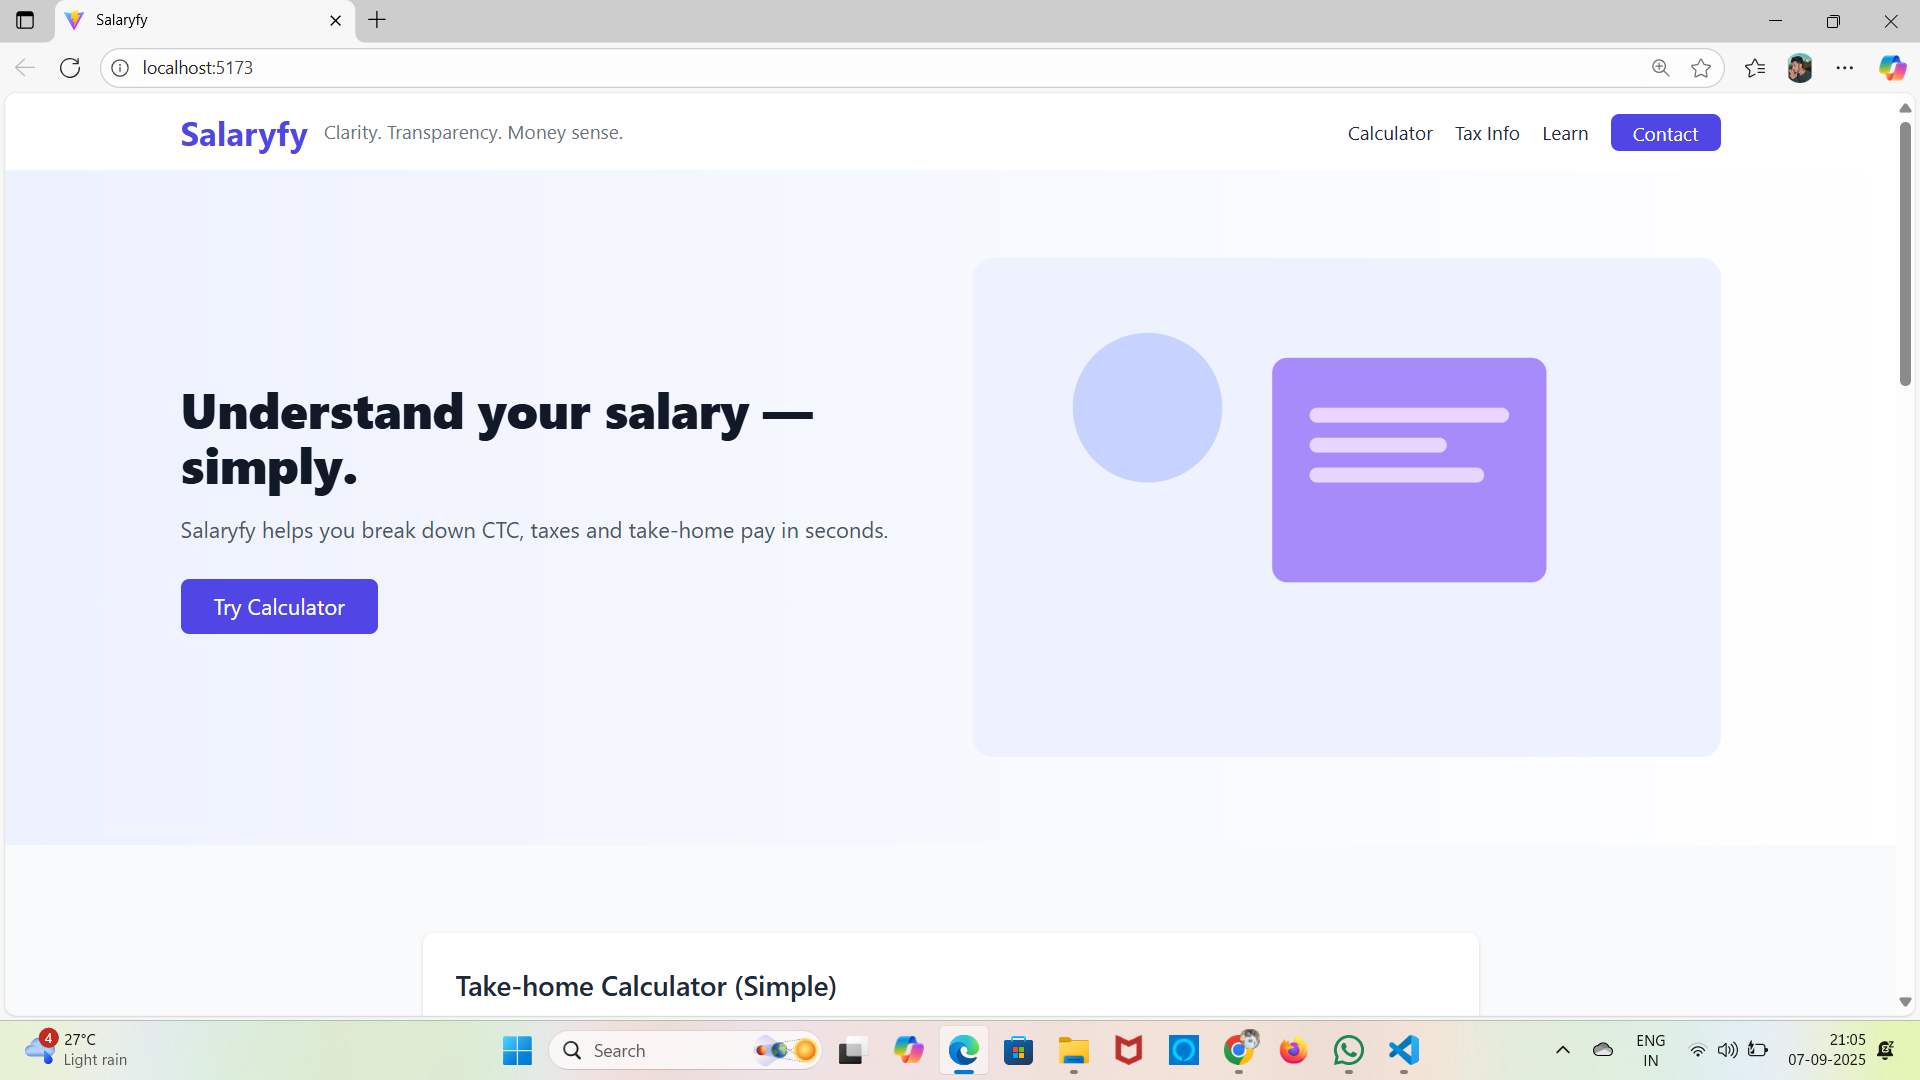 Salaryfy
localhost:5173
Salaryfy
Clarity. Transparency. Money sense.
Calculator
Tax Info
Learn
Contact
Understand your salary —
simply.
Salaryfy helps you break down CTC, taxes and take-home pay in seconds.
Try Calculator
Take-home Calculator (Simple)
4
27°C
Light rain
Search
ENG
IN
21:05
07-09-2025